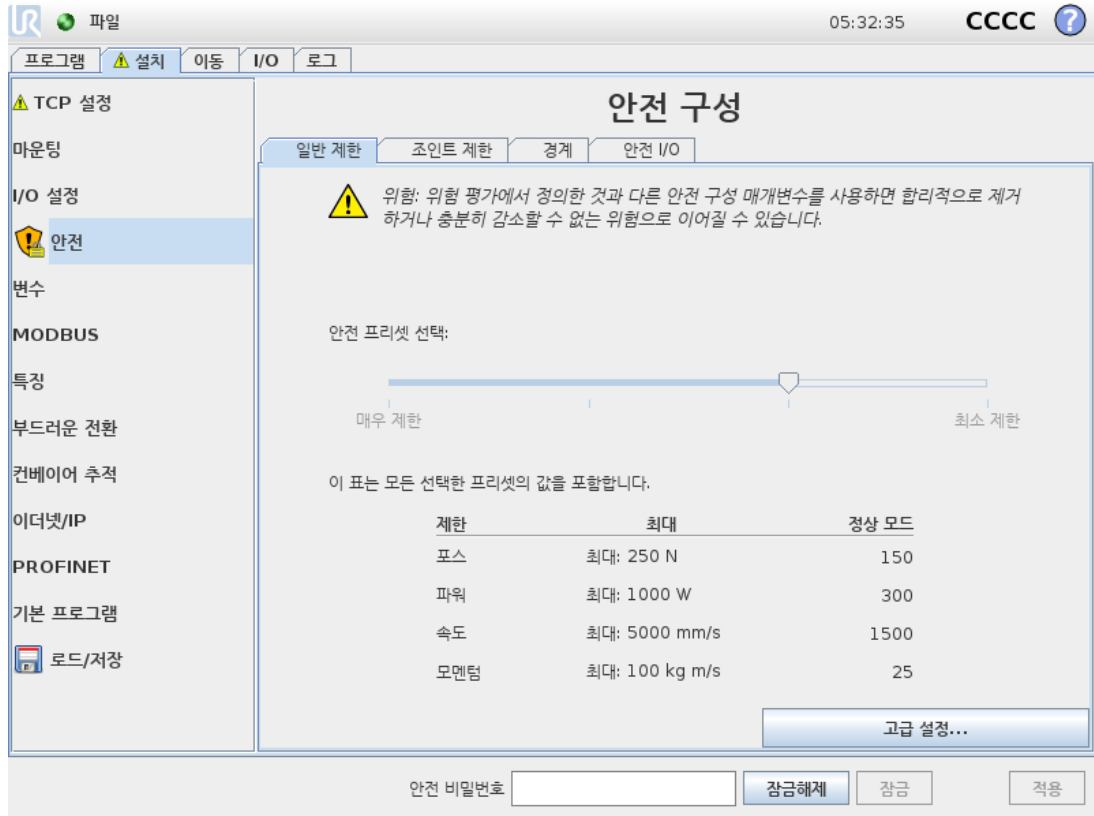 UR 파일 05:32:35 CCCC ?
프로그램 설치 이동 I/O 로그
TCP 설정
마운팅
I/O 설정
안전
변수
MODBUS
특징
부드러운 전환
컨베이어 추적
이더넷/IP
PROFINET
기본 프로그램
로드/저장
안전 구성
일반 제한 조인트 제한 경계 안전 I/O
위험: 위험 평가에서 정의한 것과 다른 안전 구성 매개변수를 사용하면 합리적으로 제거
하거나 충분히 감소할 수 없는 위험으로 이어질 수 있습니다.
안전 프리셋 선택:
매우 제한 최소 제한
이 표는 모든 선택한 프리셋의 값을 포함합니다.
제한 최대 정상 모드
포스 최대: 250 N 150
파워 최대: 1000 W 300
속도 최대: 5000 mm/s 1500
모멘텀 최대: 100 kg m/s 25
고급 설정...
안전 비밀번호 잠금해제 잠금 적용